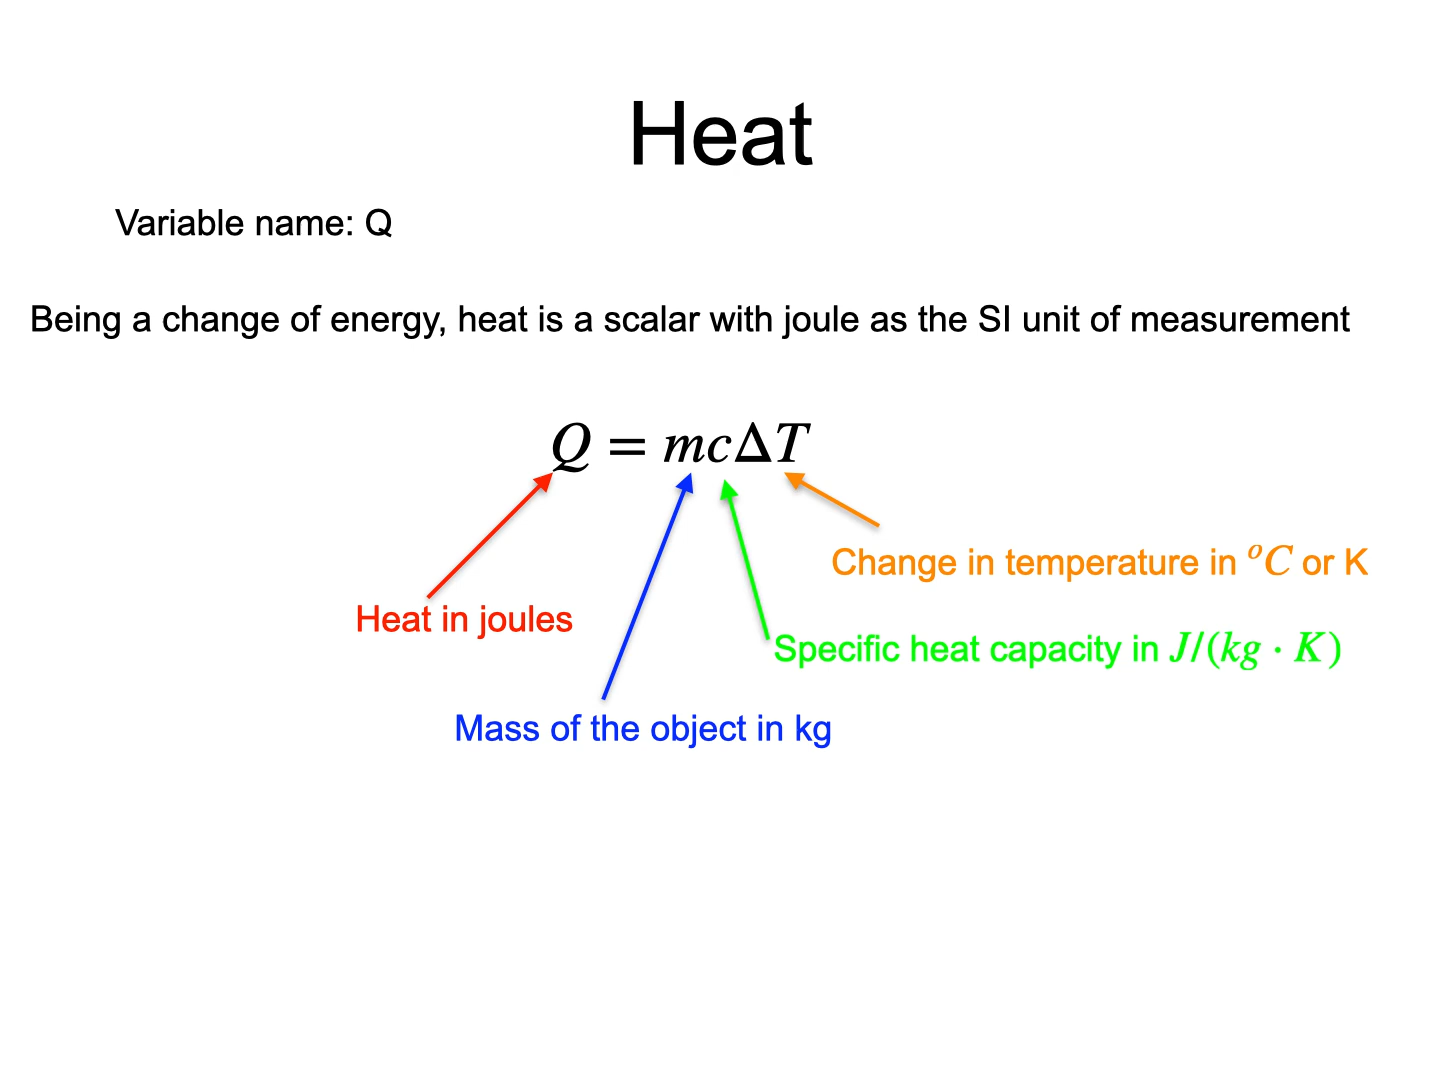 Heat
Variable name: Q
Being a change of energy, heat is a scalar with joule as the SI unit of measurement
Q = mcΔT
Change in temperature in °C or K
Heat in joules
Specific heat capacity in J/(kg · K)
Mass of the object in kg